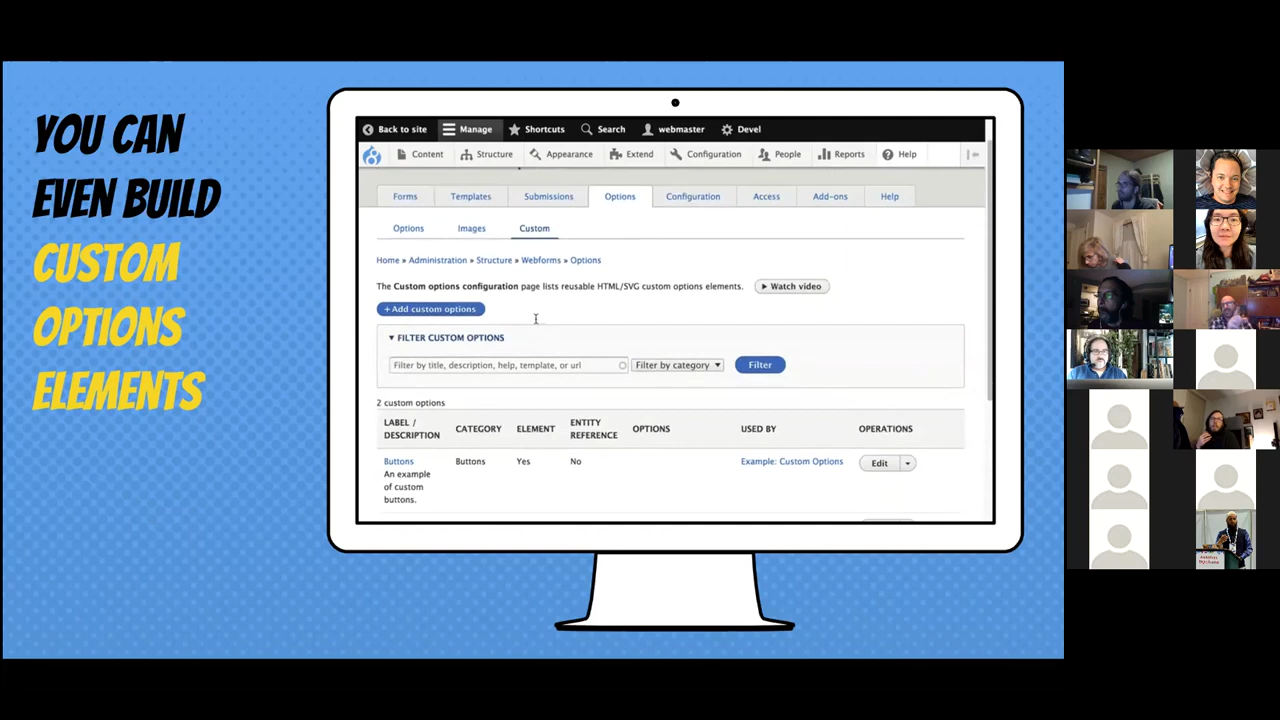 YOU CAN
EVEN BUILD
CUSTOM
OPTIONS
ELEMENTS
Back to site Manage Shortcuts Search webmaster Devel
Content Structure Appearance Extend Configuration People Reports Help
Forms Templates Submissions Options Configuration Access Add-ons Help
Options Images Custom
Home » Administration » Structure » Webforms » Options
The Custom options configuration page lists reusable HTML/SVG custom options elements. Watch video
+ Add custom options
FILTER CUSTOM OPTIONS
Filter by title, description, help, template, or url Filter by category Filter
2 custom options
LABEL / DESCRIPTION CATEGORY ELEMENT ENTITY REFERENCE OPTIONS USED BY OPERATIONS
Buttons Buttons Yes No Example: Custom Options Edit
An example
of custom
buttons.